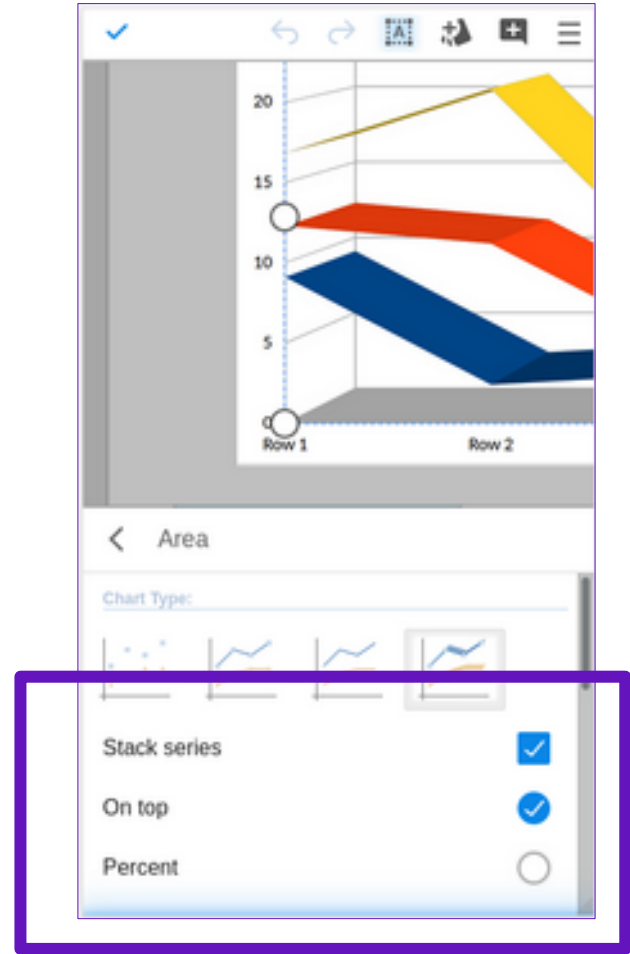 A
20
15
10
5
0
Row 1
Row 2
Area
Chart Type:
Stack series
On top
Percent